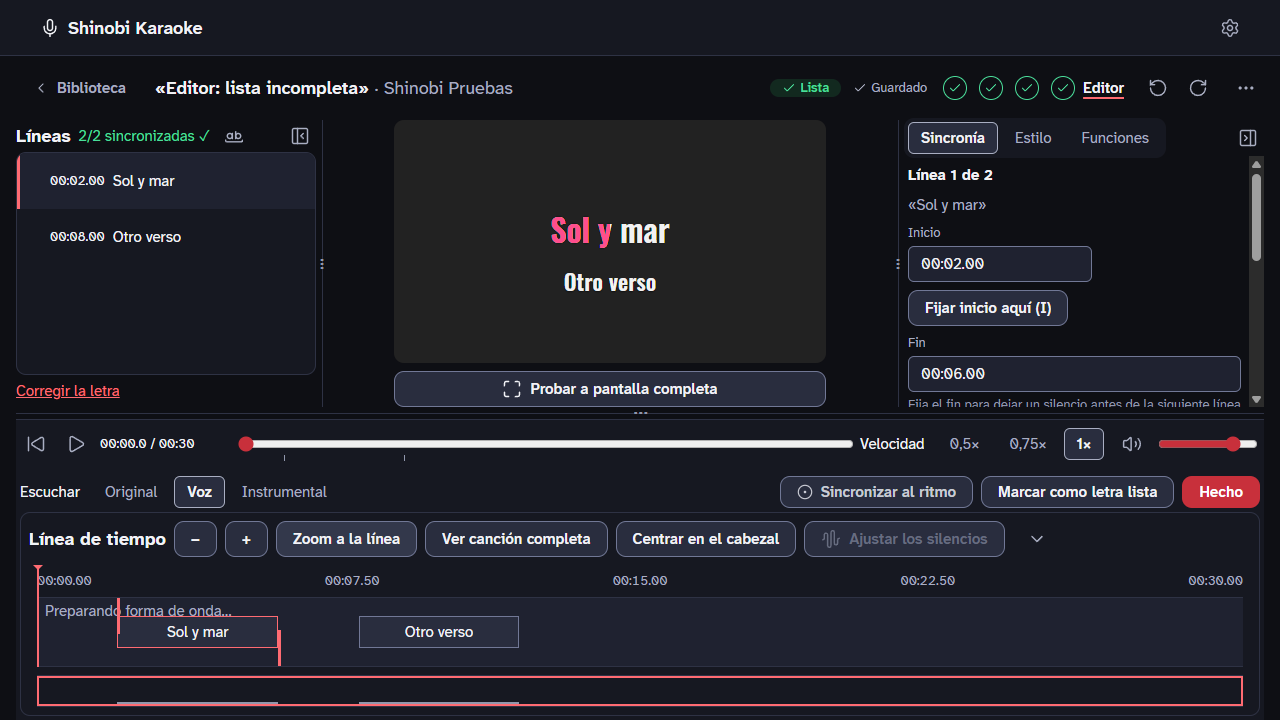 Shinobi Karaoke
Biblioteca
«Editor: lista incompleta» · Shinobi Pruebas
Lista
Guardado
Editor
Líneas 2/2 sincronizadas ✓ ab
00:02.00 Sol y mar
00:08.00 Otro verso
Corregir la letra
Sol y mar
Otro verso
Probar a pantalla completa
Sincronía Estilo Funciones
Línea 1 de 2
«Sol y mar»
Inicio
00:02.00
Fijar inicio aquí (I)
Fin
00:06.00
Fija el fin para dejar un silencio antes de la siguiente línea
00:00.0 / 00:30
Velocidad 0,5× 0,75× 1×
Escuchar Original Voz Instrumental
Sincronizar al ritmo Marcar como letra lista Hecho
Línea de tiempo − + Zoom a la línea Ver canción completa Centrar en el cabezal Ajustar los silencios
00:00.00 00:07.50 00:15.00 00:22.50 00:30.00
Preparando forma de onda...
Sol y mar Otro verso